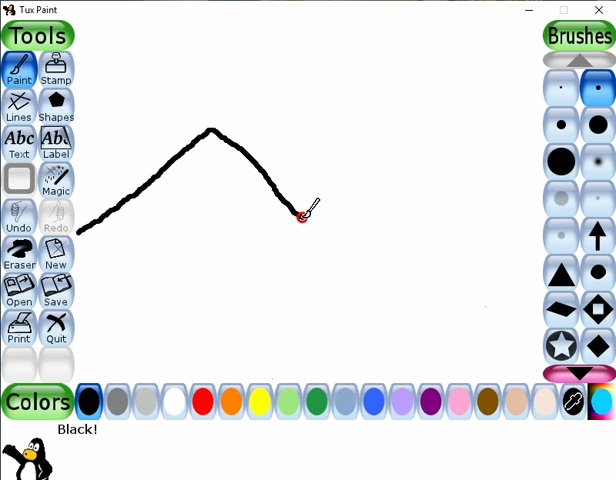 Tux Paint
Tools
Brushes
Paint
Stamp
Lines
Shapes
Abc
Text
Abc
Label
Magic
Undo
Redo
Eraser
New
Open
Save
Print
Quit
Colors
Black!